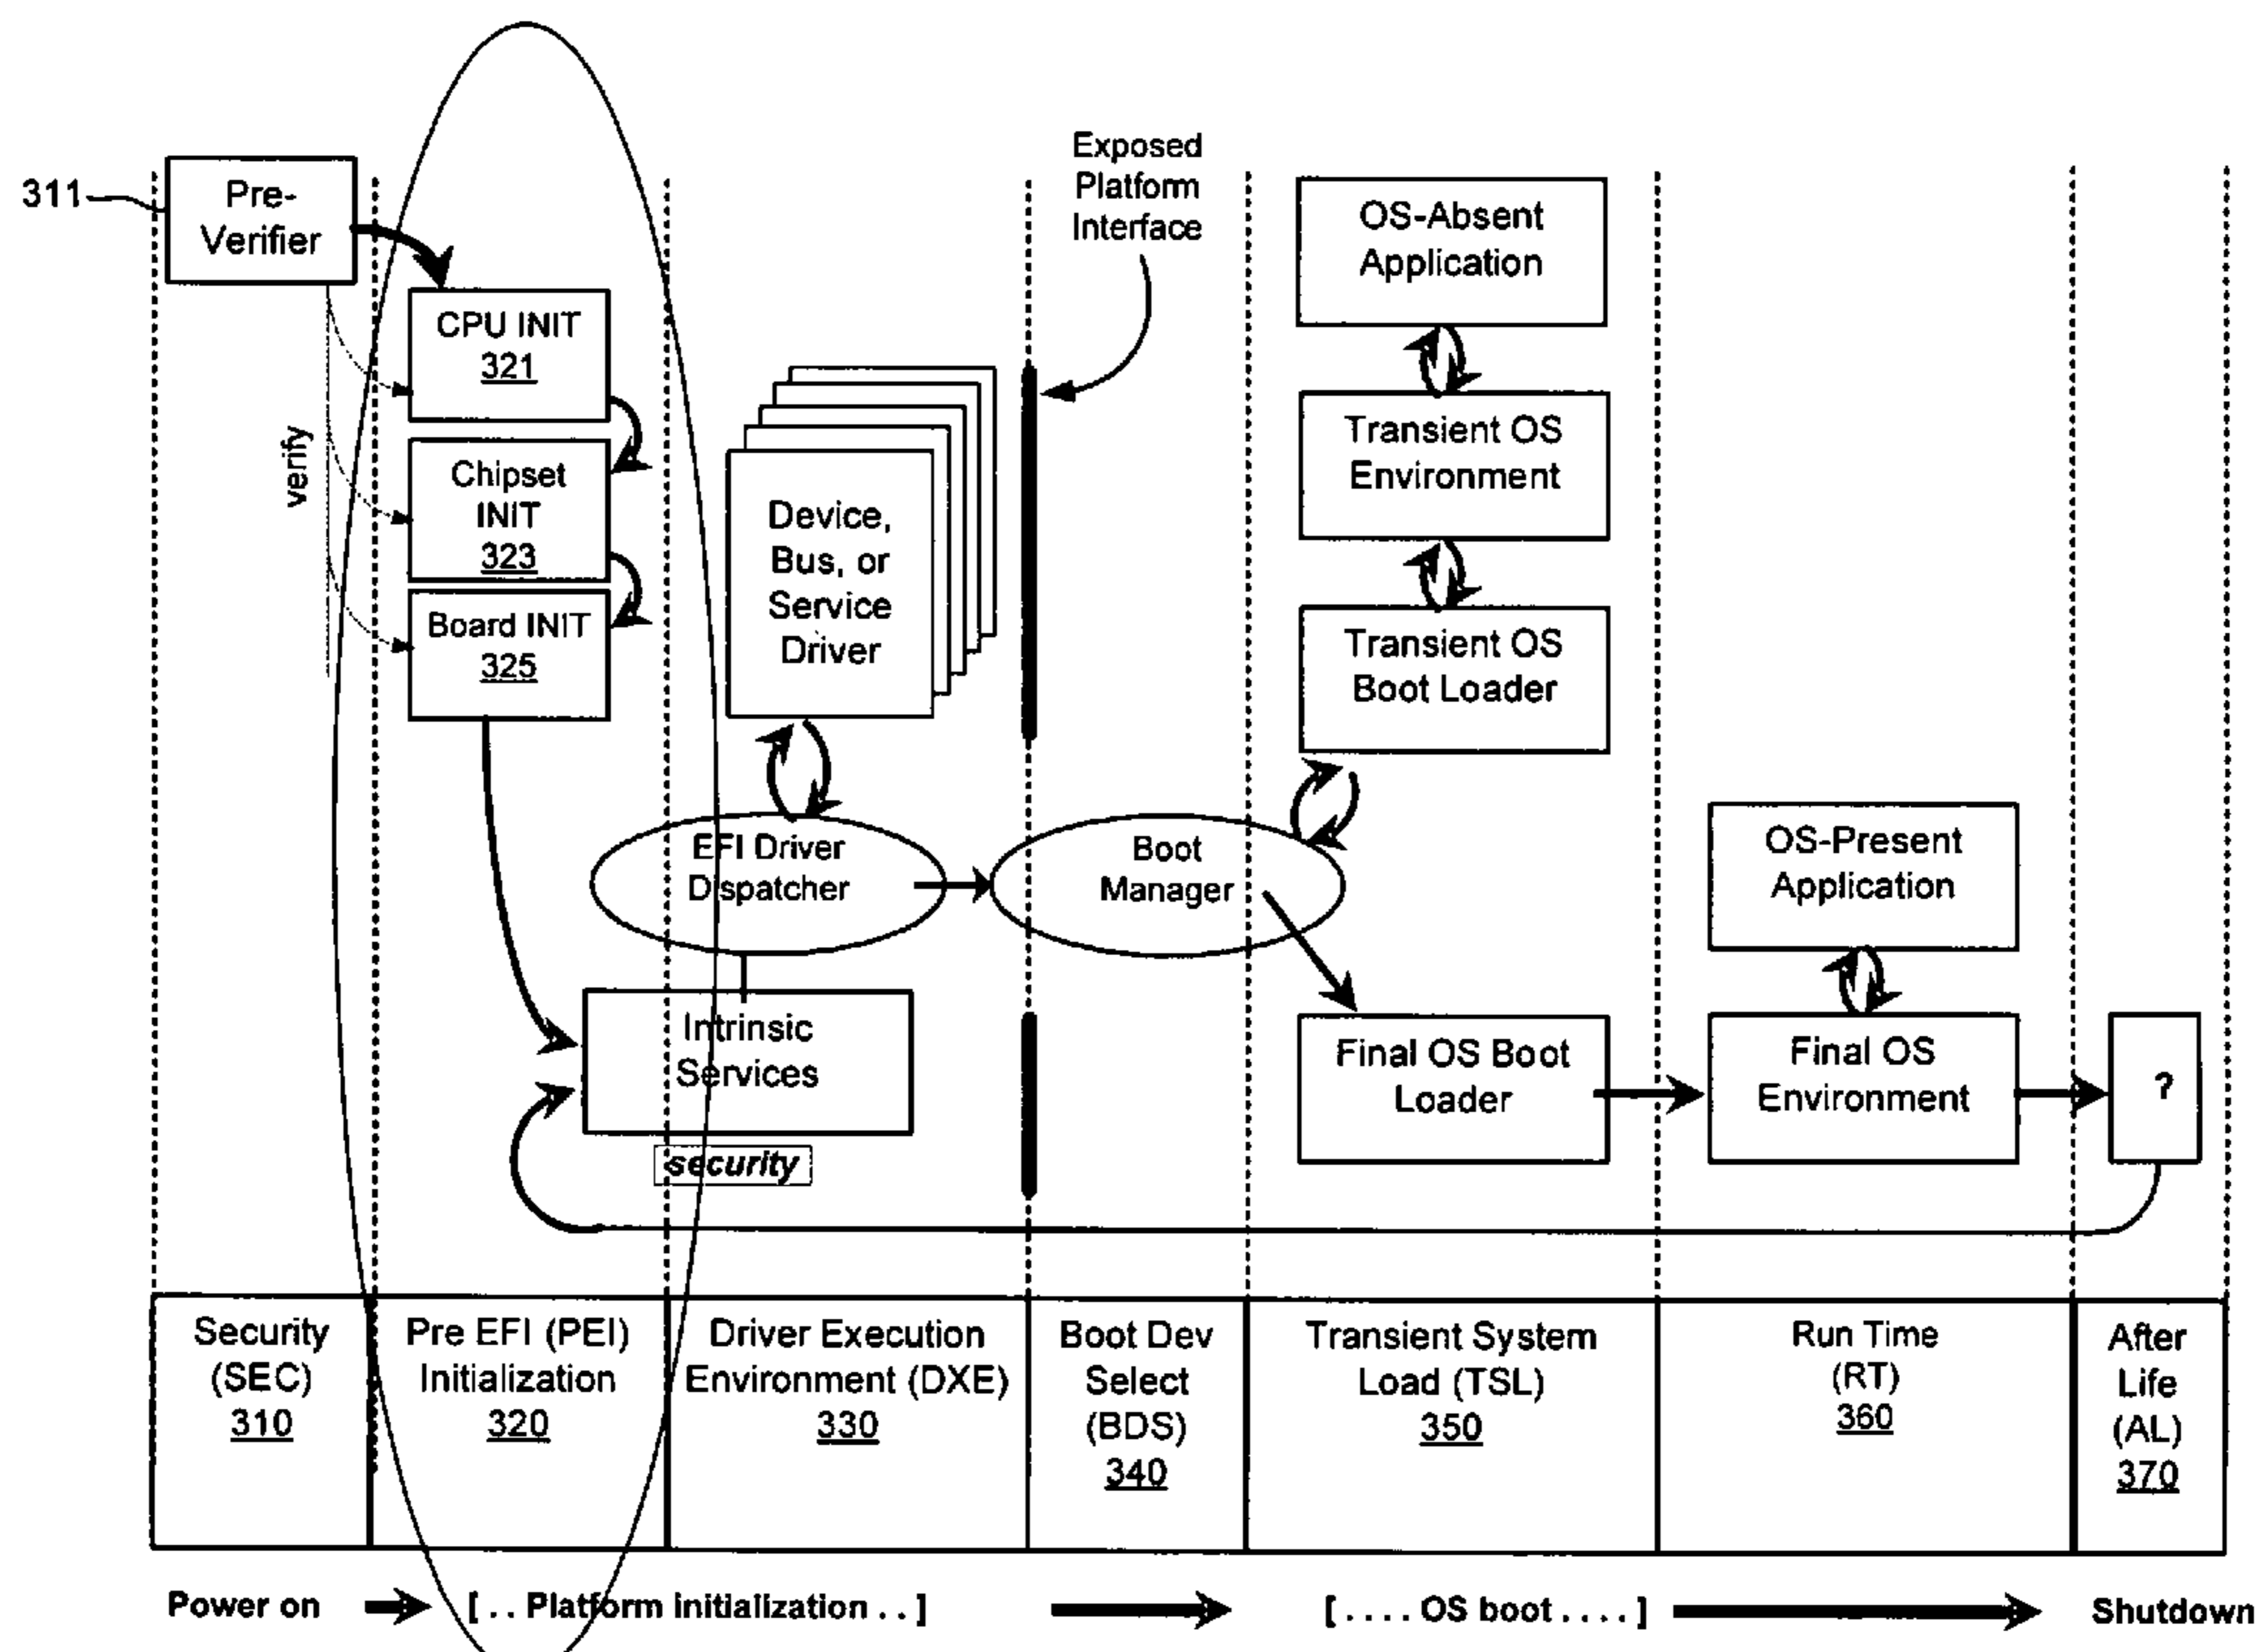 311
Pre-
Verifier
verify
CPU INIT
321
Chipset
INIT
323
Board INIT
325
Device,
Bus, or
Service
Driver
Exposed
Platform
Interface
EFI Driver
Dispatcher
Intrinsic
Services
security
Boot
Manager
OS-Absent
Application
Transient OS
Environment
Transient OS
Boot Loader
Final OS Boot
Loader
OS-Present
Application
Final OS
Environment
?
Security
(SEC)
310
Pre EFI (PEI)
Initialization
320
Driver Execution
Environment (DXE)
330
Boot Dev
Select
(BDS)
340
Transient System
Load (TSL)
350
Run Time
(RT)
360
After
Life
(AL)
370
Power on
[ . . Platform initialization . . ]
[ . . . . OS boot . . . . ]
Shutdown